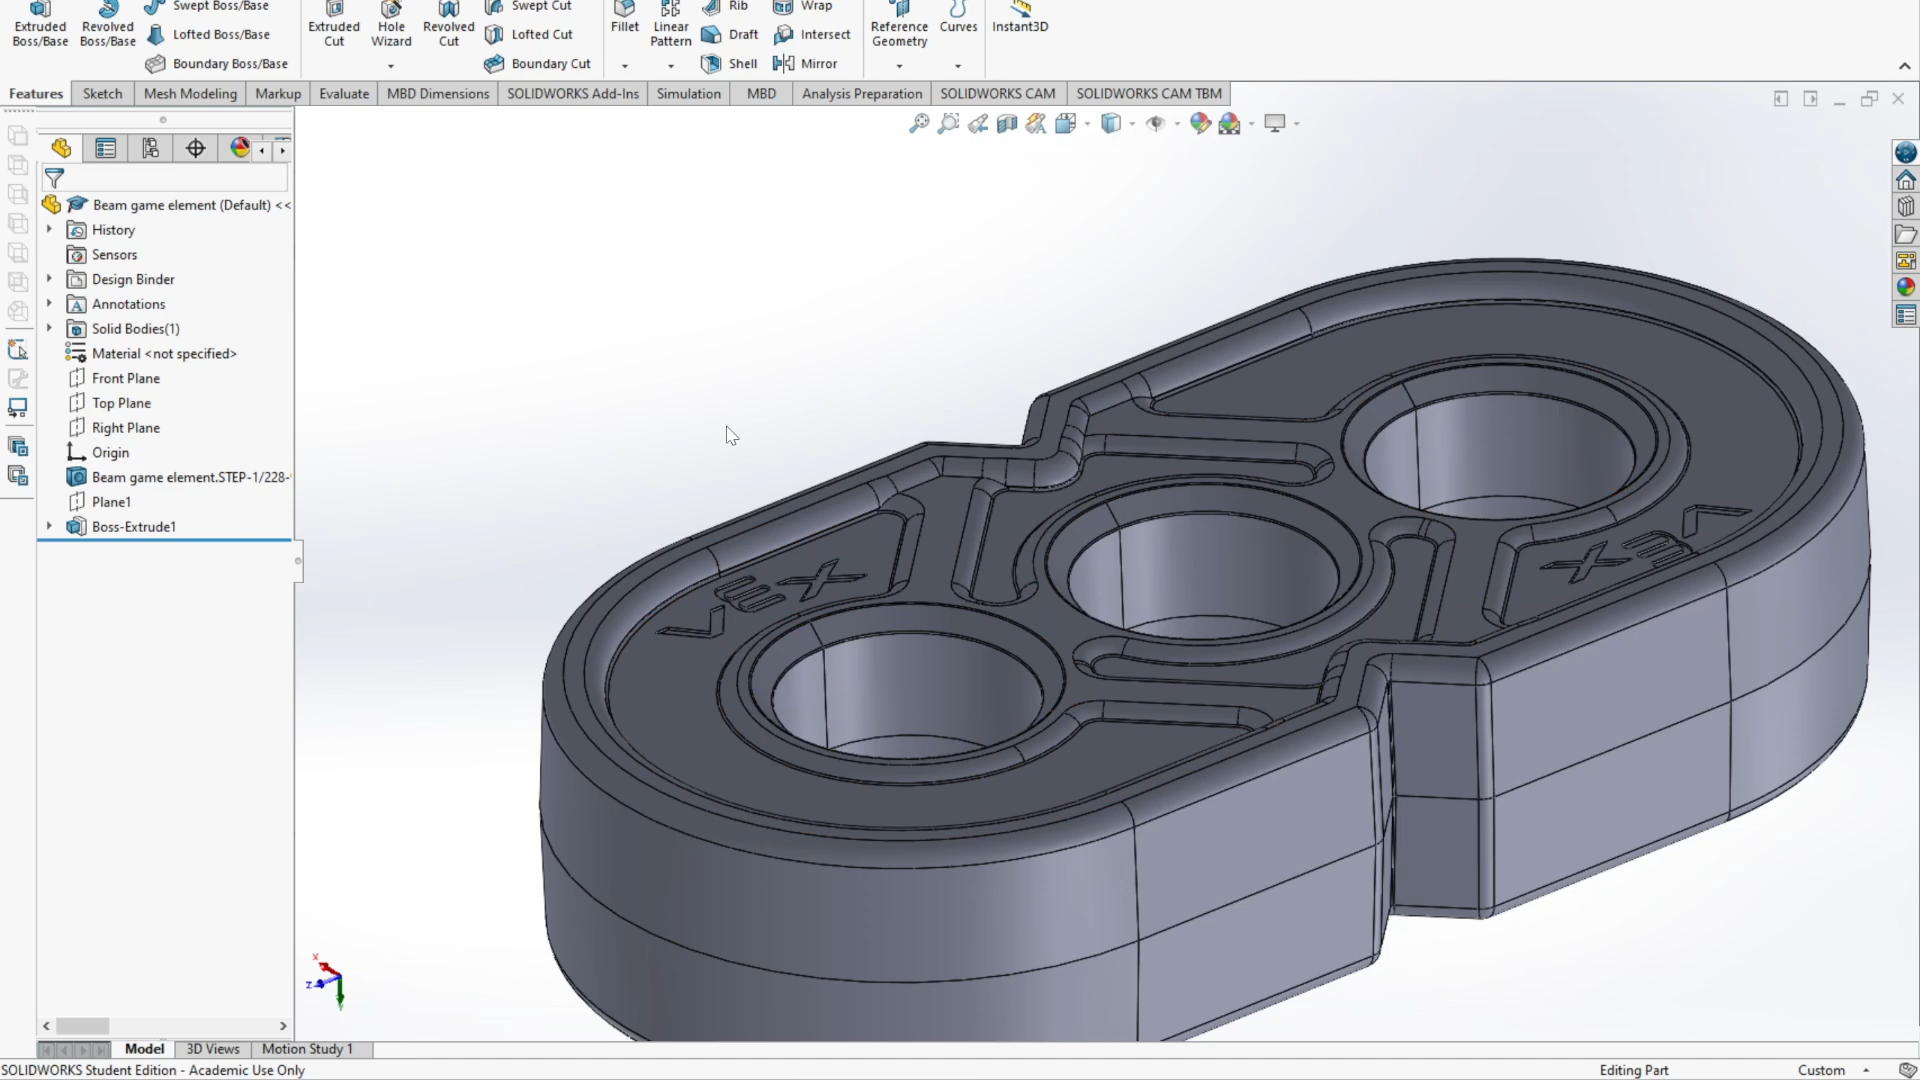 Swept Boss/Base
Swept Cut
Rib
Wrap
Extruded Boss/Base
Revolved Boss/Base
Lofted Boss/Base
Extruded Cut
Hole Wizard
Revolved Cut
Lofted Cut
Fillet
Linear Pattern
Draft
Intersect
Reference Geometry
Curves
Instant3D
Boundary Boss/Base
Boundary Cut
Shell
Mirror
Features
Sketch
Mesh Modeling
Markup
Evaluate
MBD Dimensions
SOLIDWORKS Add-Ins
Simulation
MBD
Analysis Preparation
SOLIDWORKS CAM
SOLIDWORKS CAM TBM
Beam game element (Default) <<
History
Sensors
Design Binder
Annotations
Solid Bodies(1)
Material <not specified>
Front Plane
Top Plane
Right Plane
Origin
Beam game element.STEP-1/228-
Plane1
Boss-Extrude1
VEX
VEX
X
Z
Y
Model
3D Views
Motion Study 1
SOLIDWORKS Student Edition - Academic Use Only
Editing Part
Custom